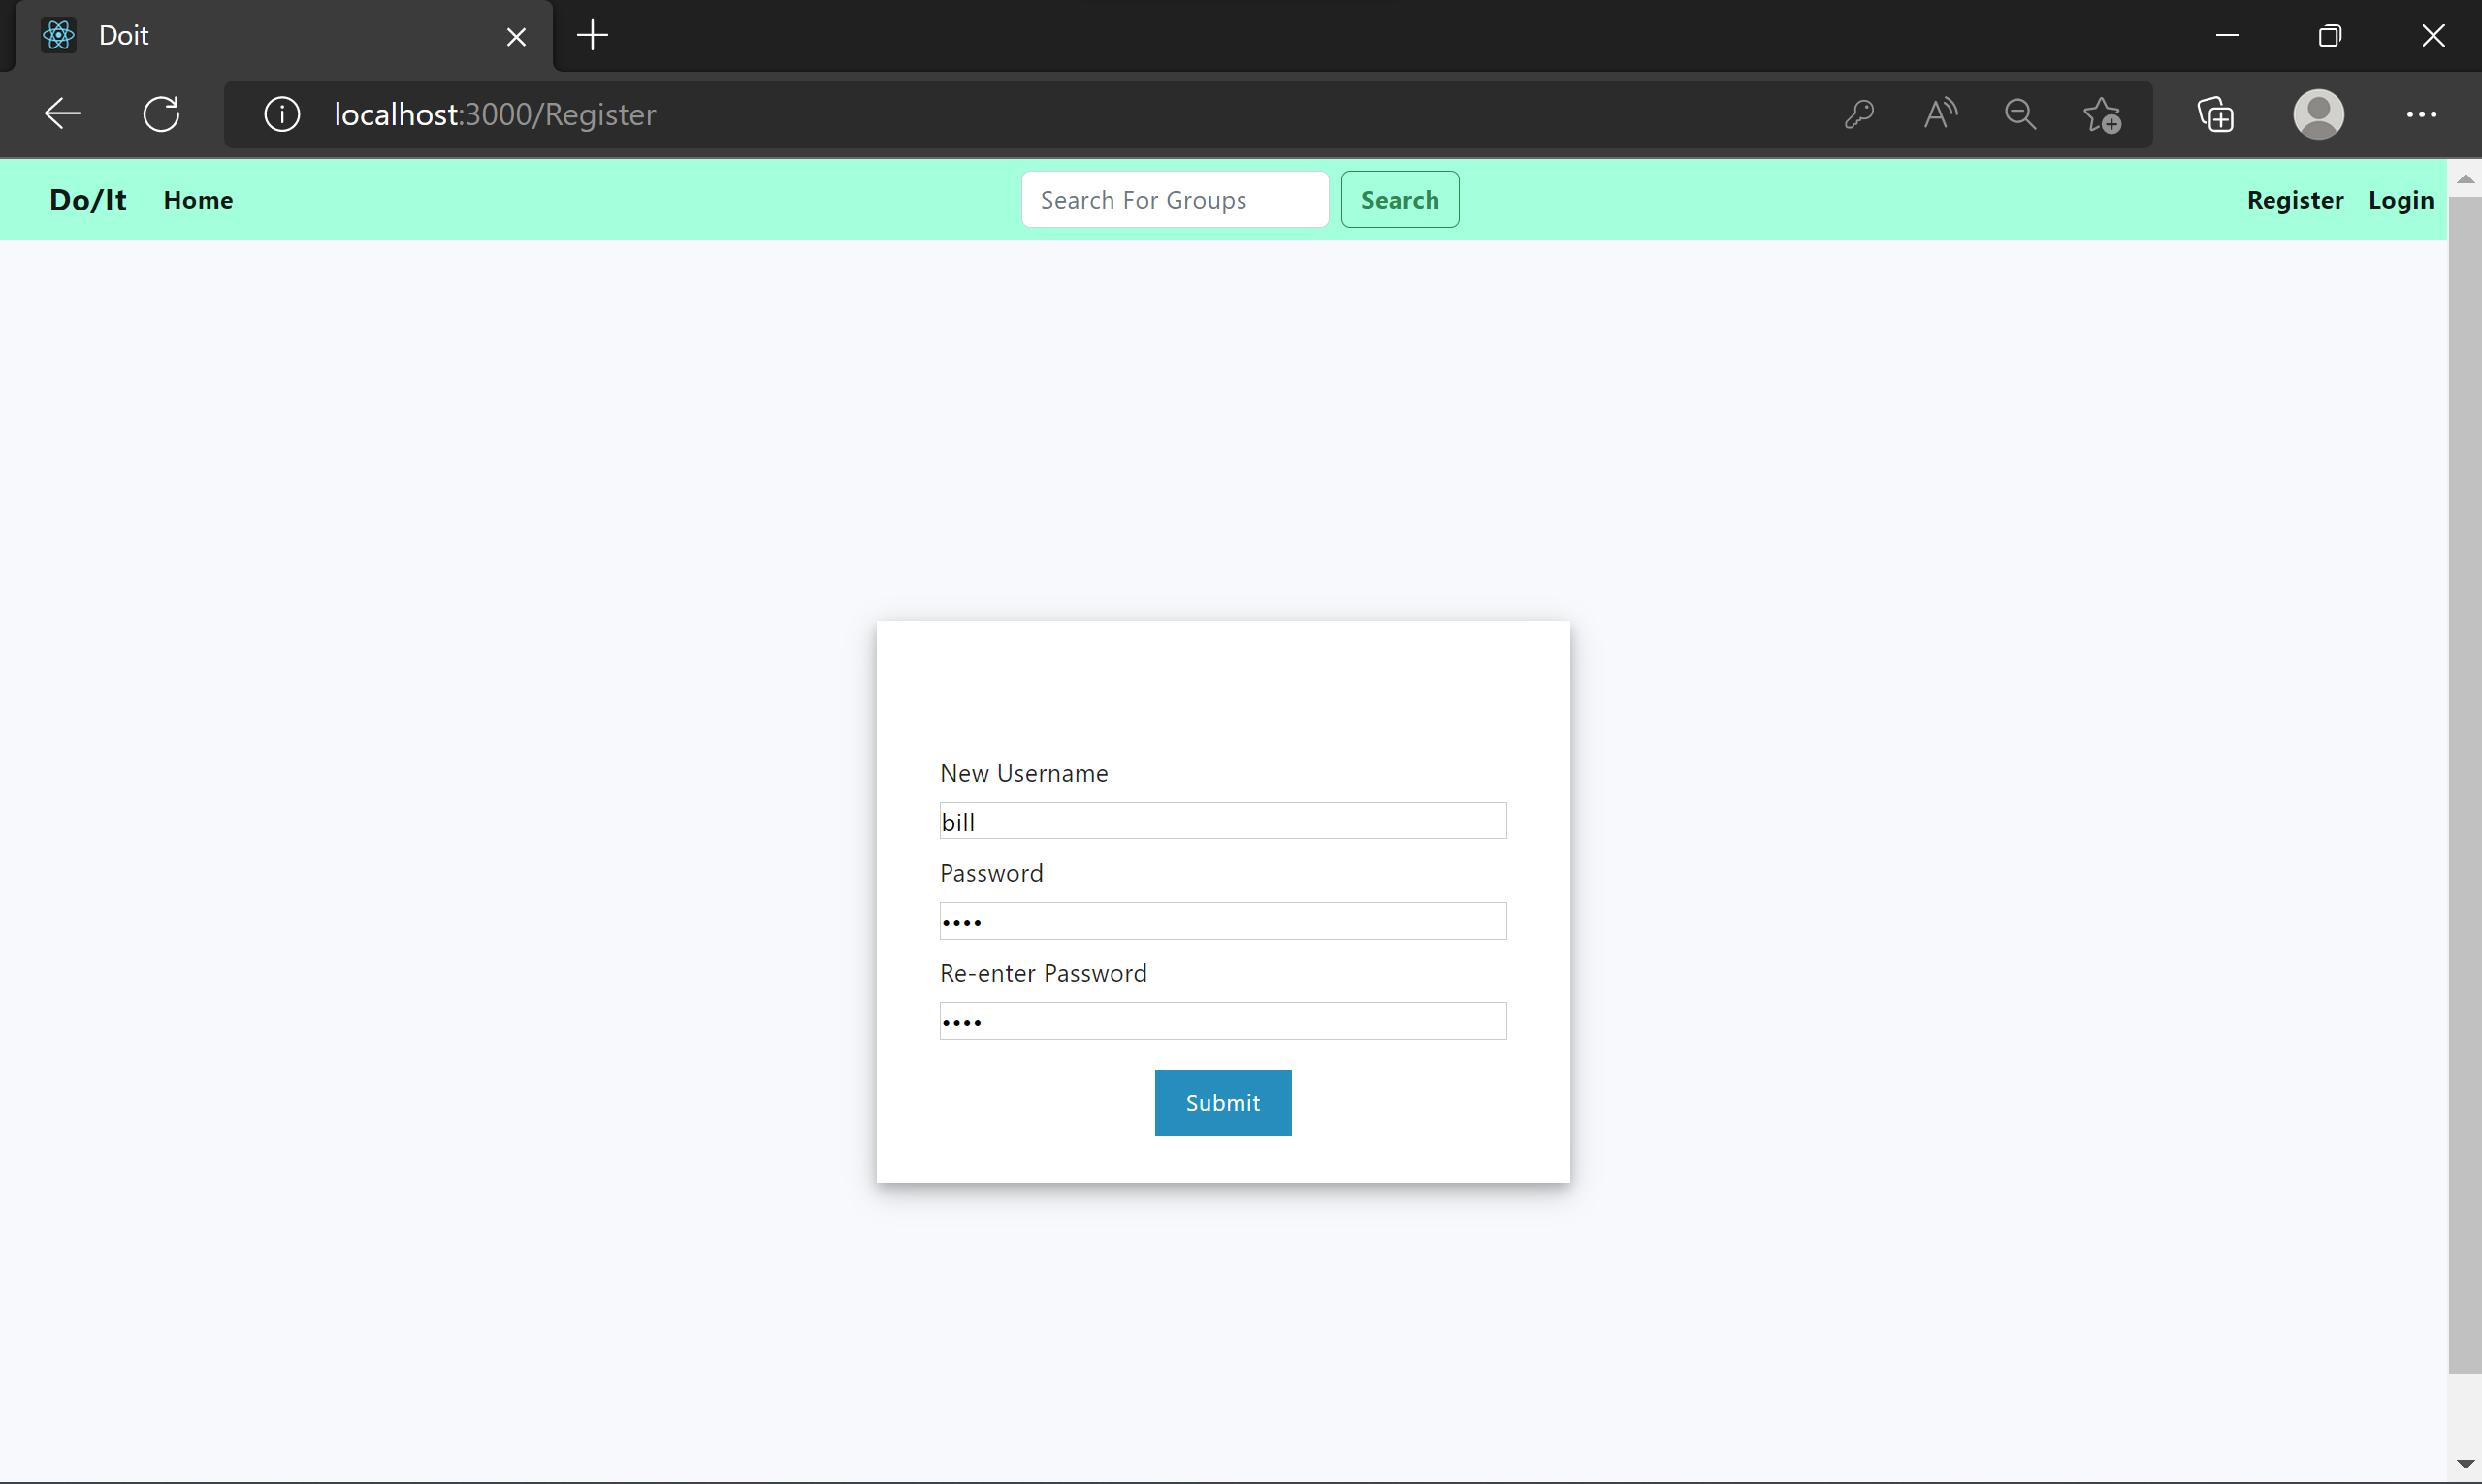 Doit
localhost:3000/Register
Do/It Home Search For Groups Search Register Login
New Username
bill
Password
••••
Re-enter Password
••••
Submit